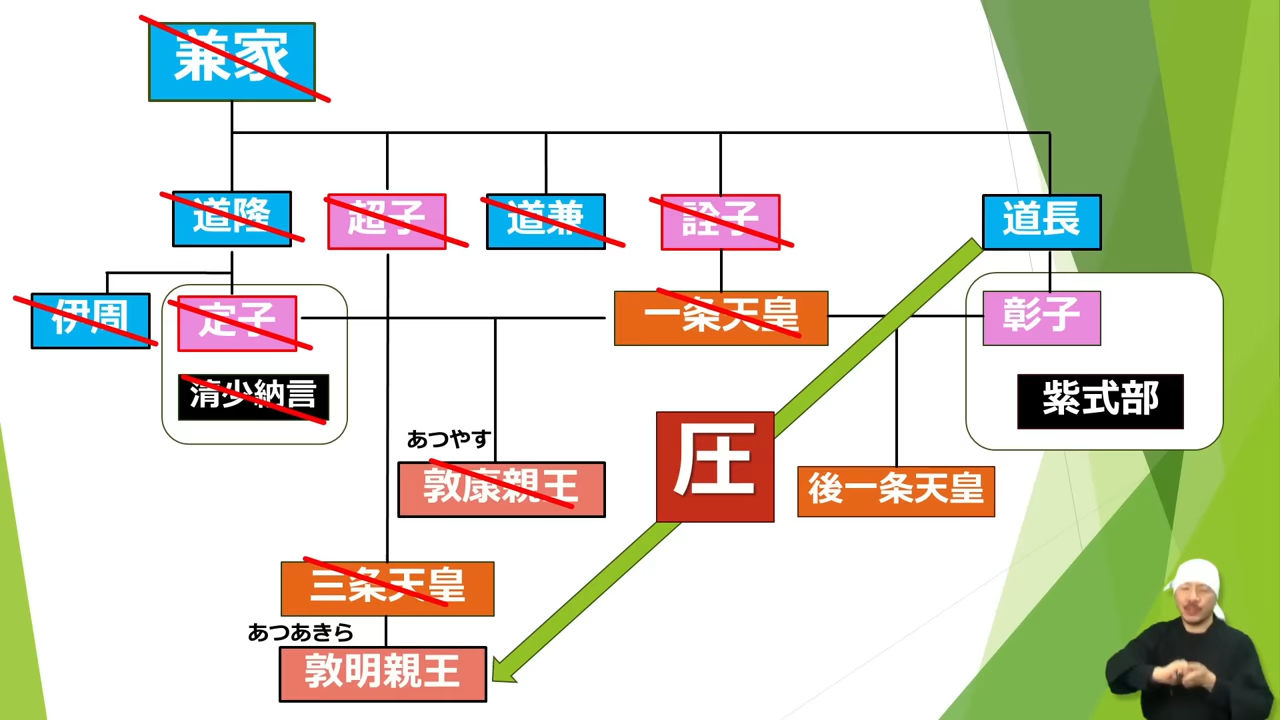 兼家
道隆
超子
道兼
詮子
道長
伊周
定子
一条天皇
彰子
清少納言
紫式部
あつやす
敦康親王
圧
後一条天皇
三条天皇
あつあきら
敦明親王